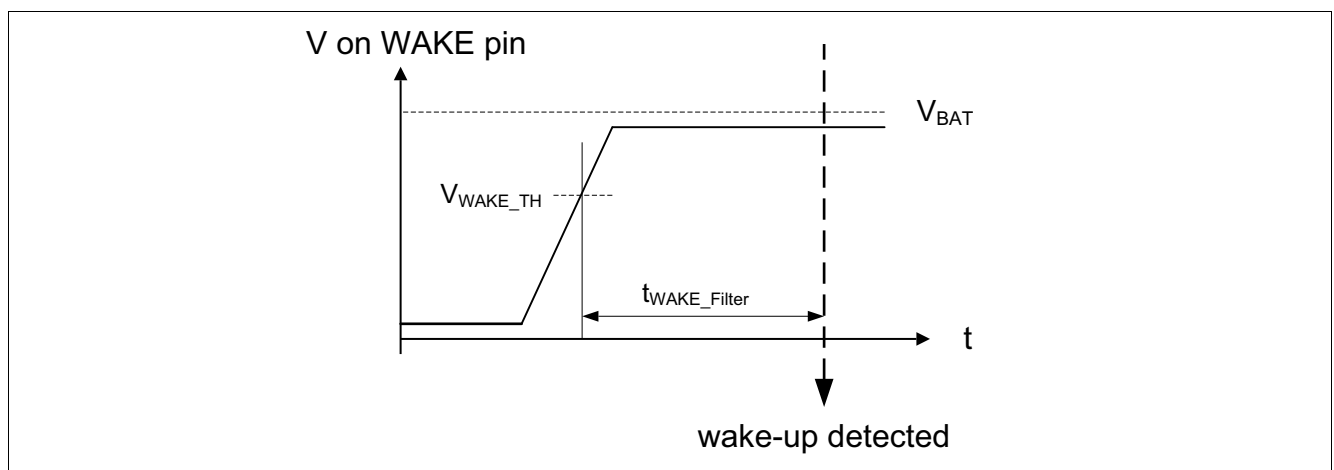 V on WAKE pin
V_BAT
V_WAKE_TH
t_WAKE_Filter
t
wake-up detected